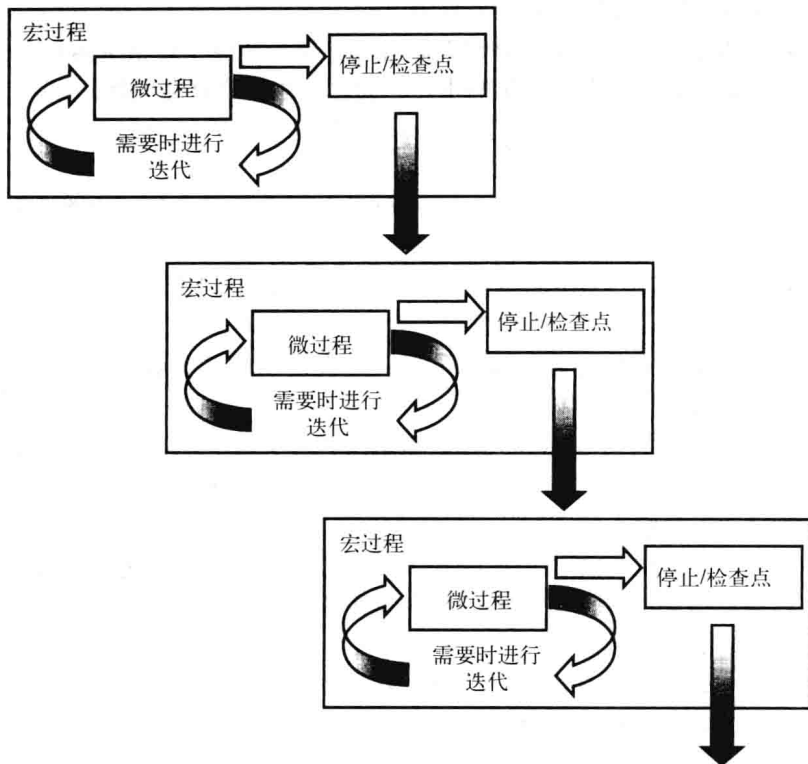 宏过程
停止/检查点
微过程
需要时进行
迭代
宏过程
停止/检查点
微过程
需要时进行
迭代
宏过程
停止/检查点
微过程
需要时进行
迭代